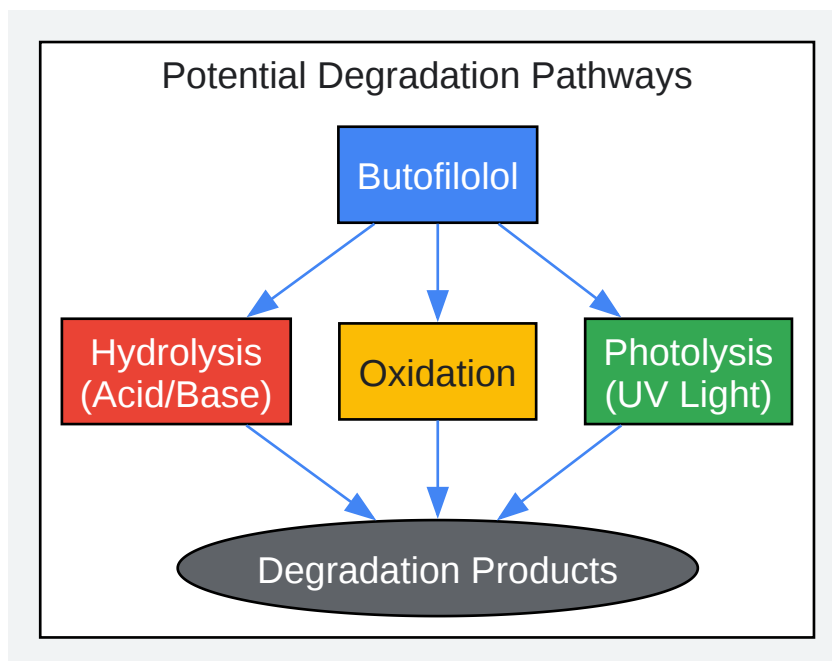 Potential Degradation Pathways
Butofilolol
Hydrolysis
(Acid/Base)
Oxidation
Photolysis
(UV Light)
Degradation Products